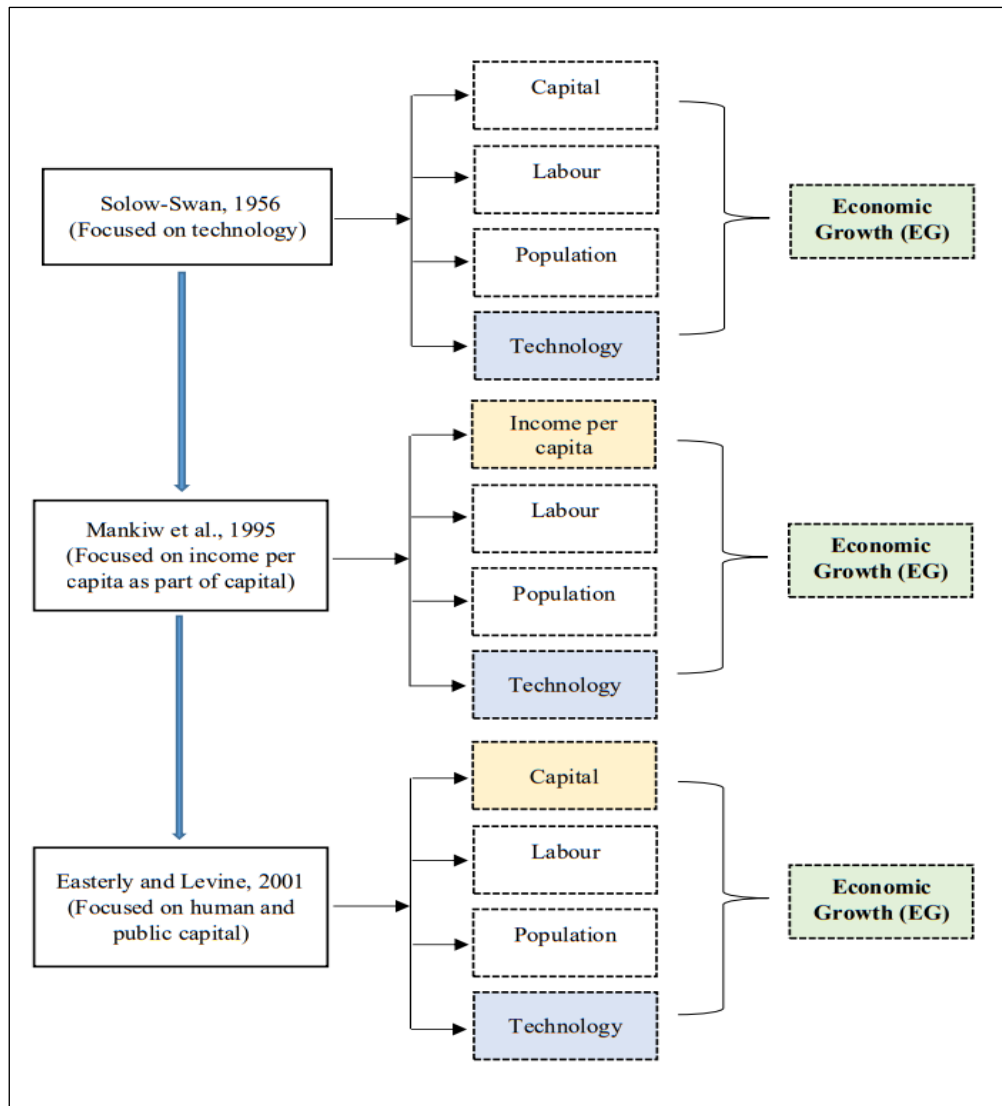 Capital
Labour
Solow-Swan, 1956
(Focused on technology)
Population
Technology
Economic
Growth (EG)
Income per
capita
Labour
Mankiw et al., 1995
(Focused on income per
capita as part of capital)
Population
Technology
Economic
Growth (EG)
Capital
Labour
Easterly and Levine, 2001
(Focused on human and
public capital)
Population
Technology
Economic
Growth (EG)